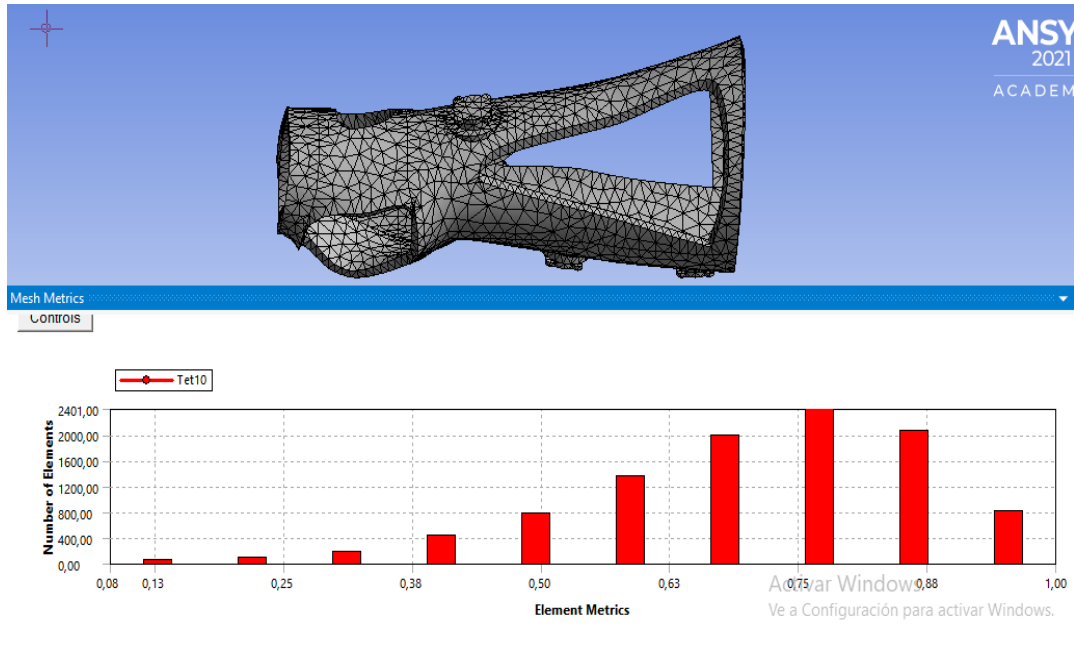 ANSY
2021
ACADEM
Mesh Metrics
Controls
Tet10
Number of Elements
2401,00
2000,00
1600,00
1200,00
800,00
400,00
0,00
0,08 0,13 0,25 0,38 0,50 0,63 0,75 0,88 1,00
Element Metrics
Activar Windows
Ve a Configuración para activar Windows.